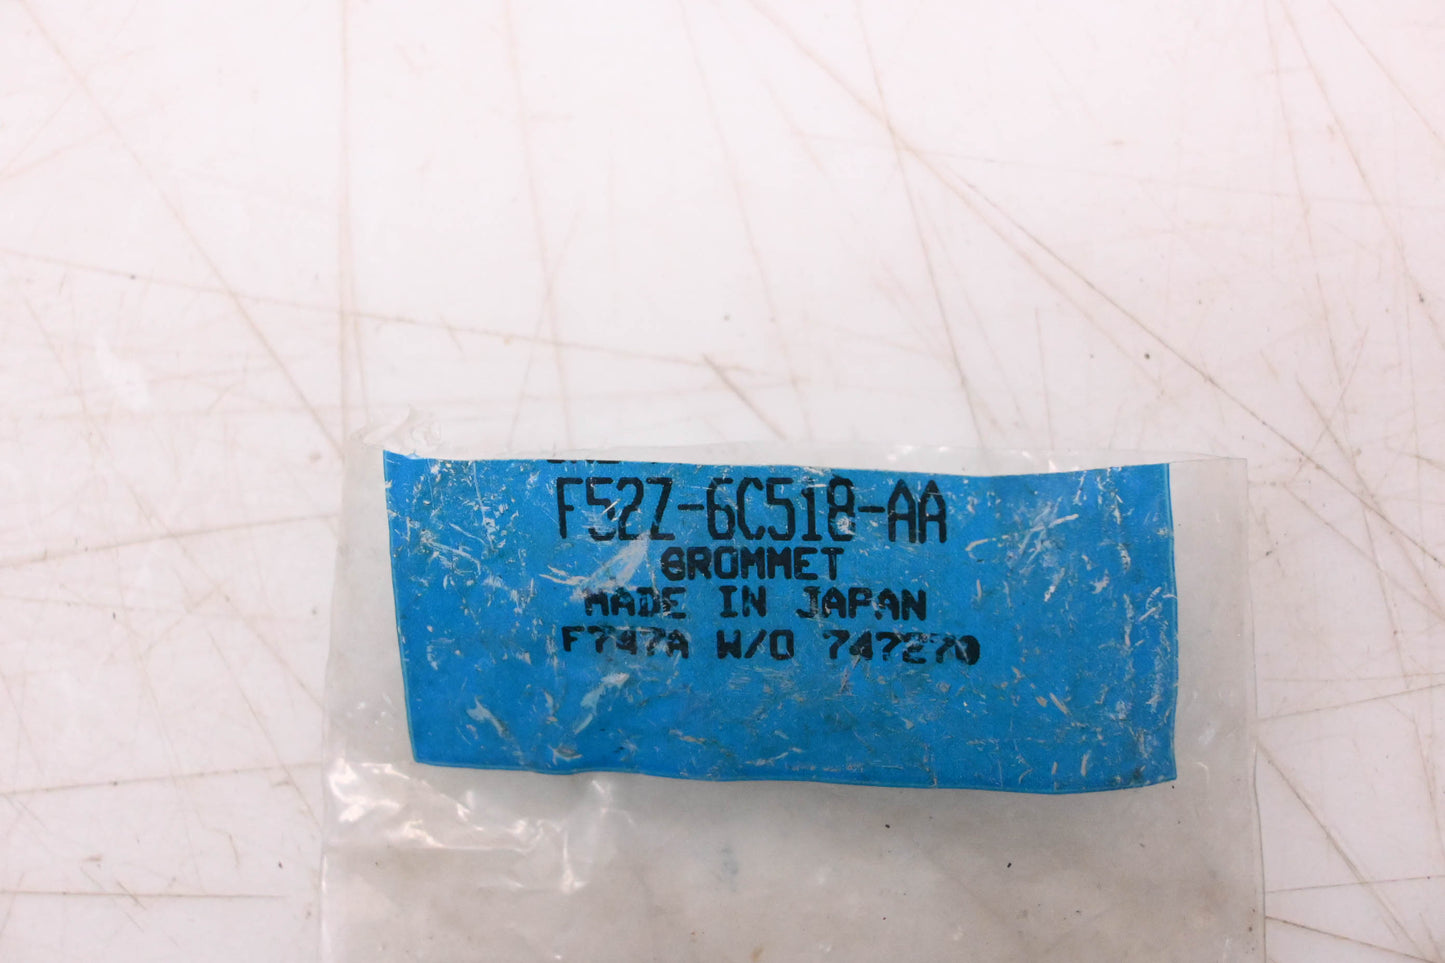 F52Z-6C518-AA
GROMMET
MADE IN JAPAN
F747A W/O 747270